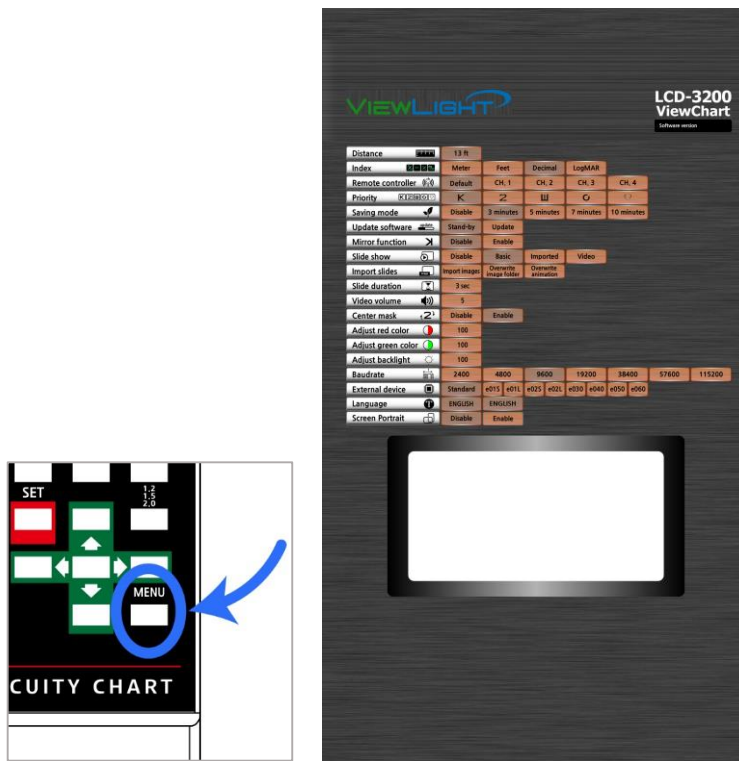 SET
1.2
1.5
2.0
MENU
CUITY CHART
VIEWLIGHT
LCD-3200
ViewChart
Software version
Distance 13 ft
Index Meter Feet Decimal LogMAR
Remote controller Default CH. 1 CH. 2 CH. 3 CH. 4
Priority K 2 Ш C
Saving mode Disable 3 minutes 5 minutes 7 minutes 10 minutes
Update software Stand-by Update
Mirror function Disable Enable
Slide show Disable Basic Imported Video
Import slides Import images Overwrite image folder Overwrite animation
Slide duration 3 sec
Video volume 5
Center mask Disable Enable
Adjust red color 100
Adjust green color 100
Adjust backlight 100
Baudrate 2400 4800 9600 19200 38400 57600 115200
External device Standard e01S e01L e02S e02L e030 e040 e050 e060
Language ENGLISH ENGLISH
Screen Portrait Disable Enable